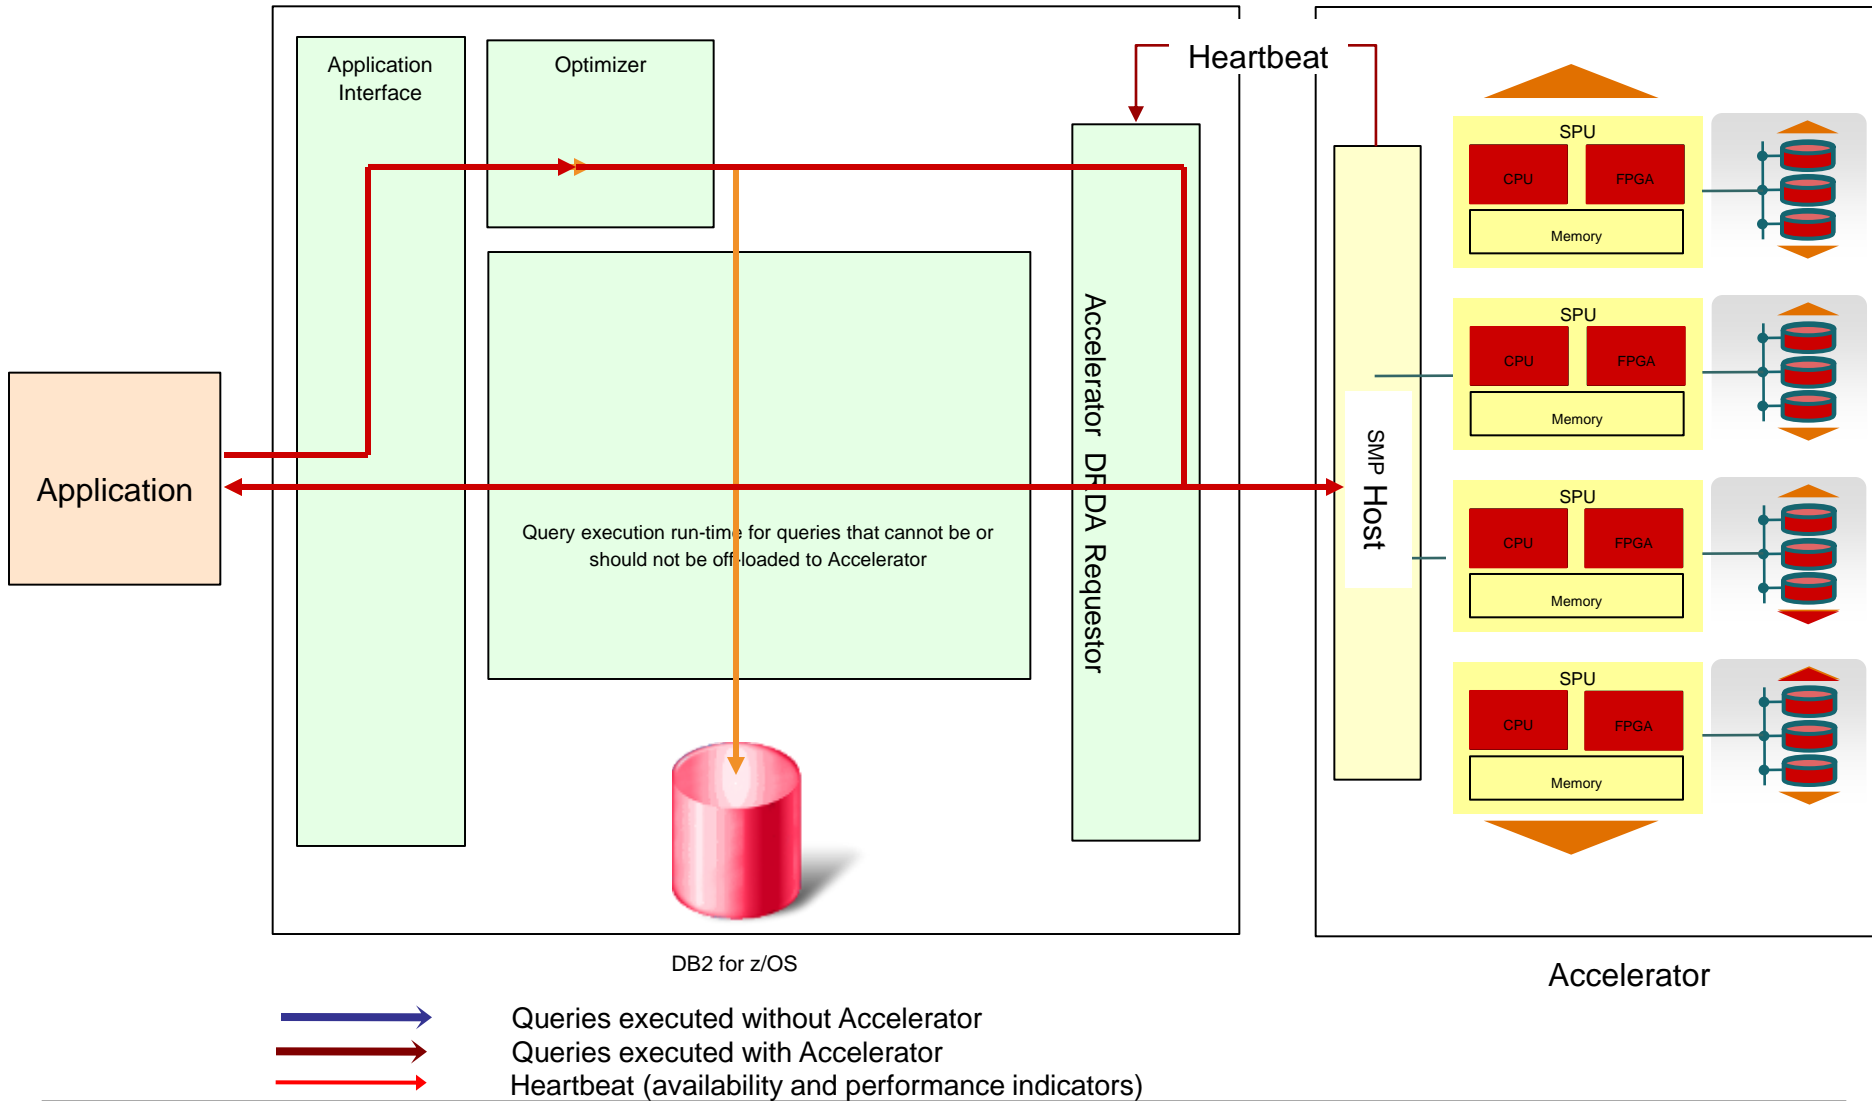 Application
Interface
Optimizer
Heartbeat
Application
Query execution run-time for queries that cannot be or
should not be off-loaded to Accelerator
Accelerator DRDA Requestor
SMP Host
SPU
CPU
FPGA
Memory
SPU
CPU
FPGA
Memory
SPU
CPU
FPGA
Memory
SPU
CPU
FPGA
Memory
DB2 for z/OS
Accelerator
Queries executed without Accelerator
Queries executed with Accelerator
Heartbeat (availability and performance indicators)